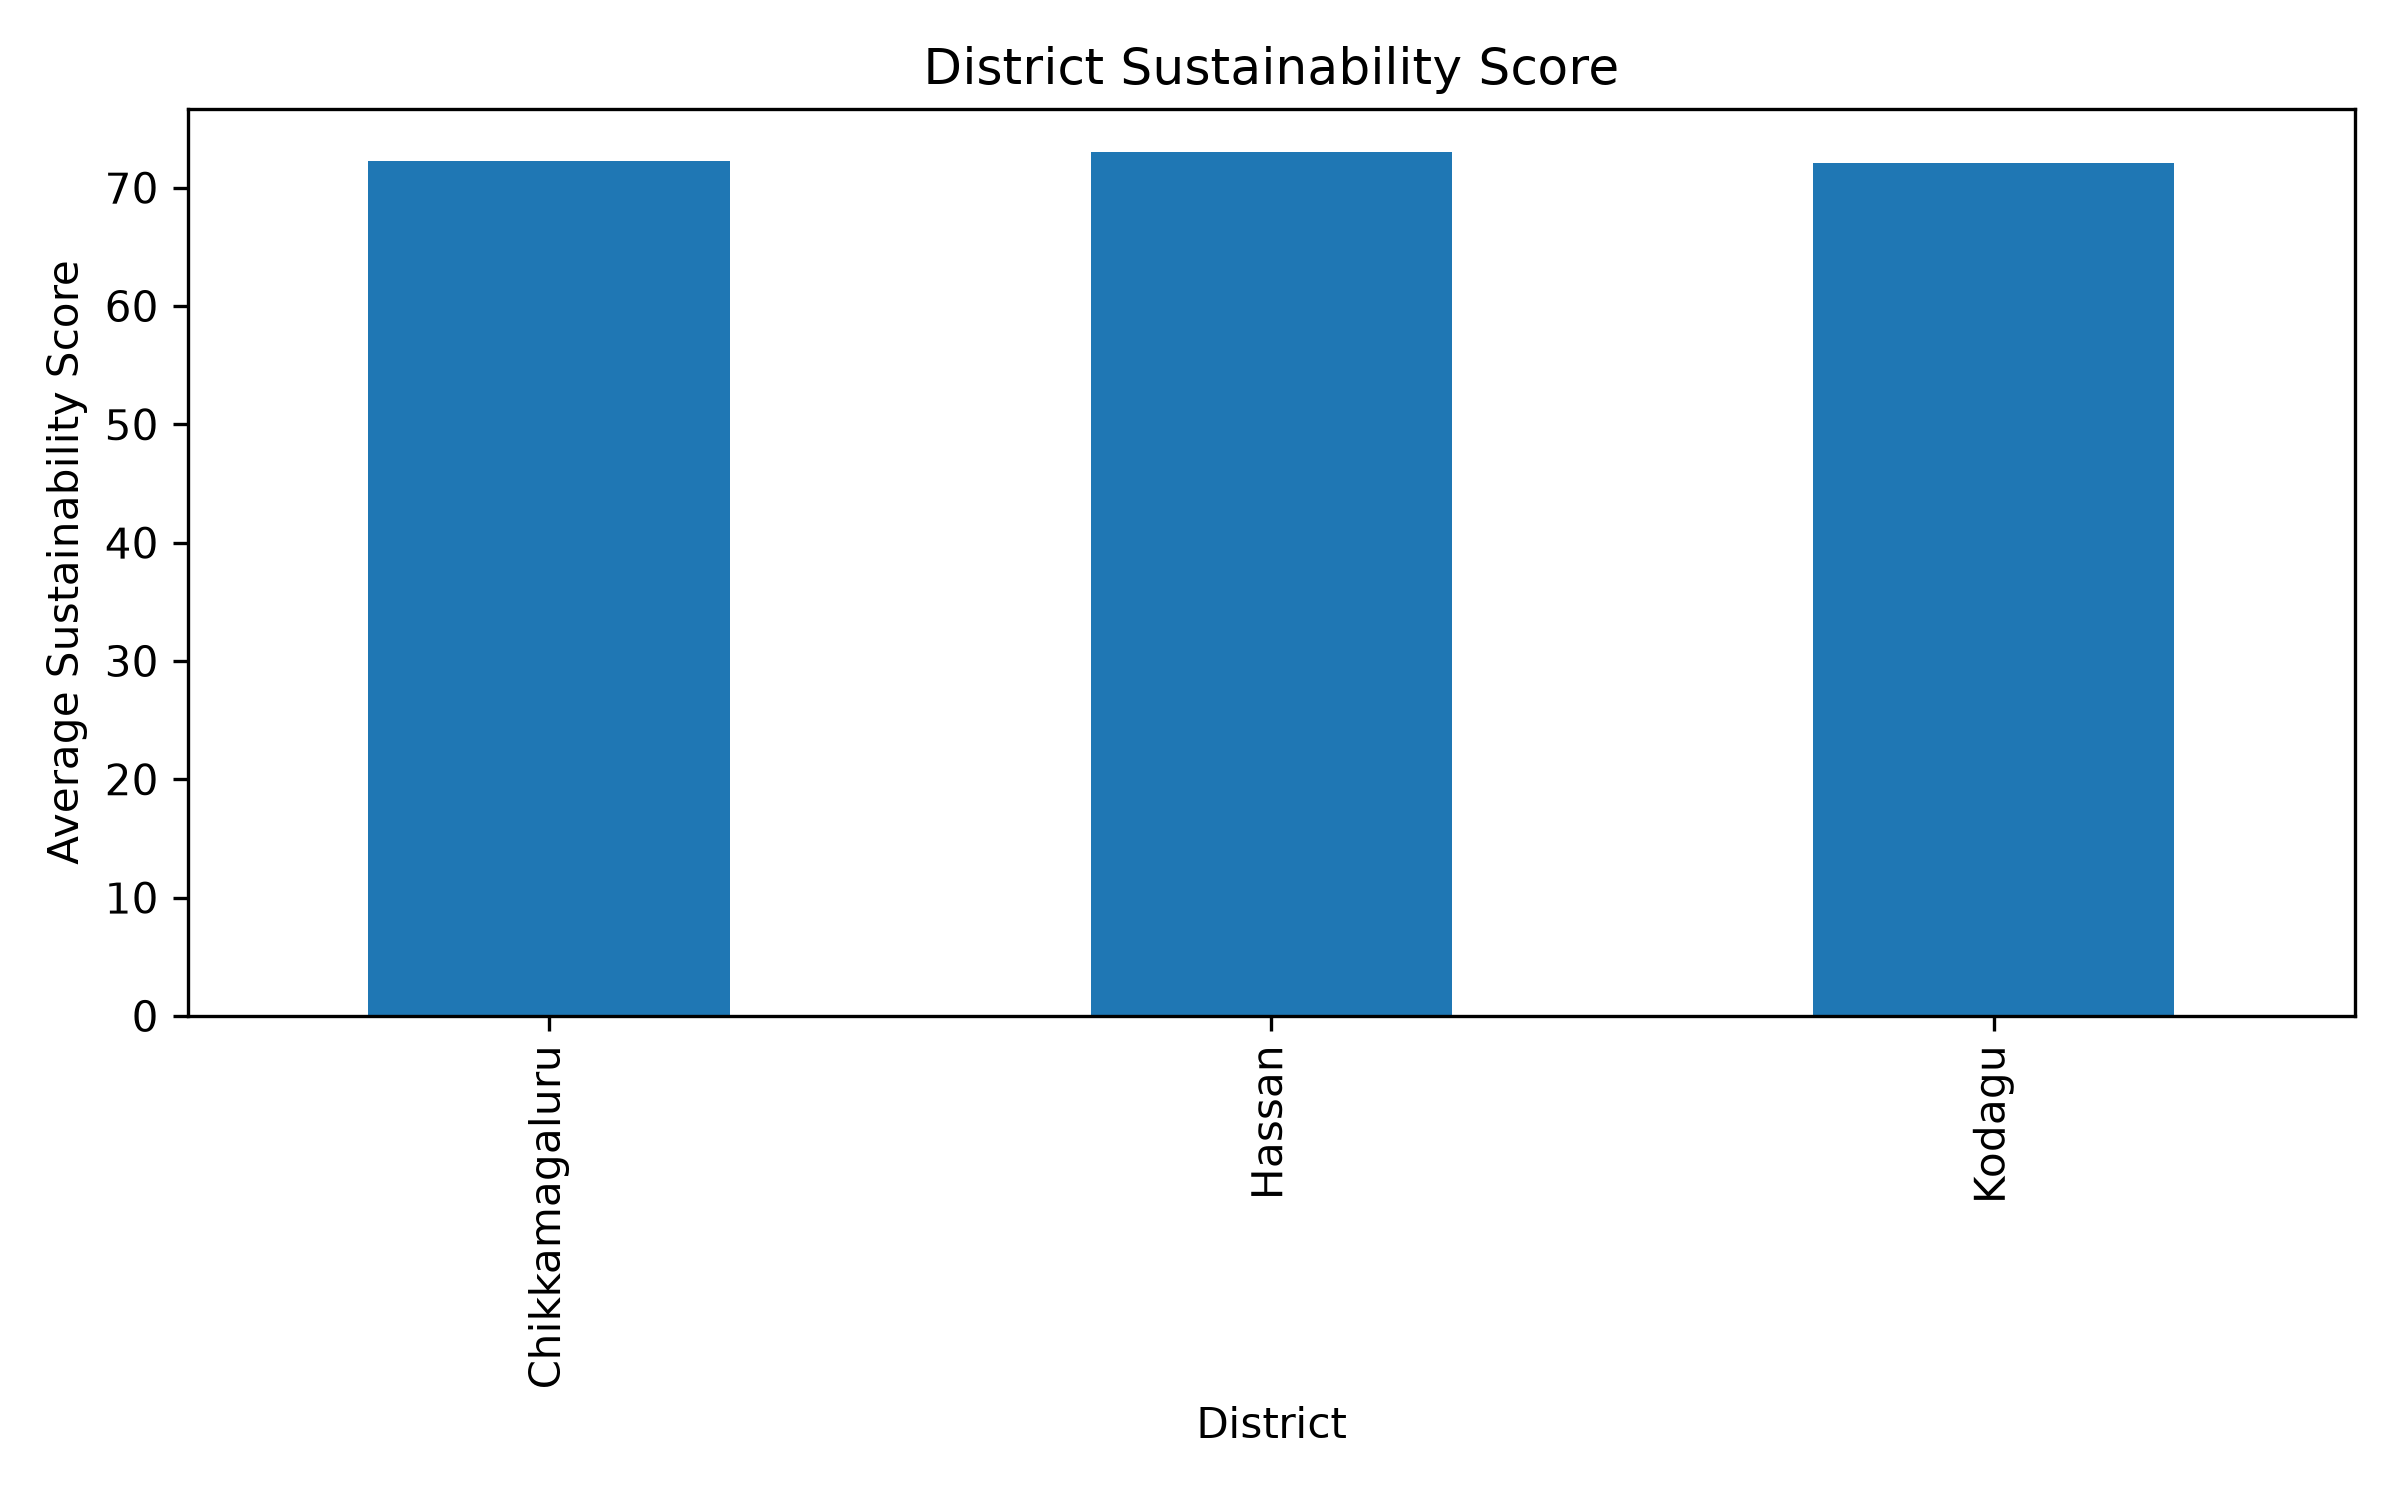 District Sustainability Score
Average Sustainability Score
70
60
50
40
30
20
10
0
Chikkamagaluru
Hassan
Kodagu
District